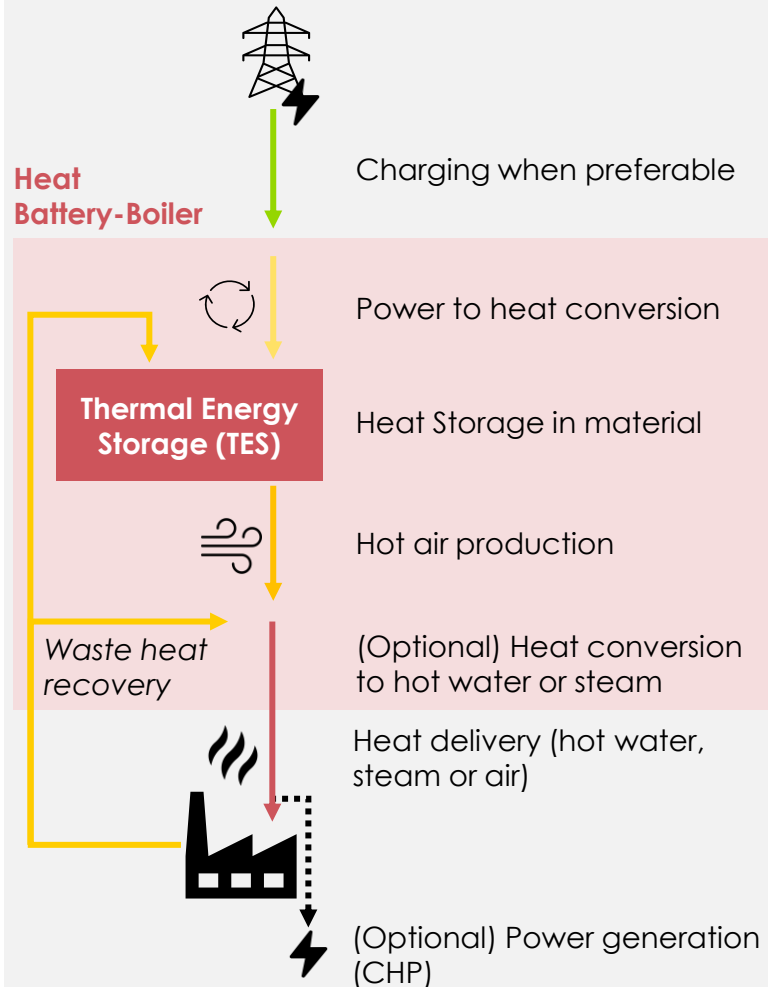 Charging when preferable
Heat
Battery-Boiler
Power to heat conversion
Thermal Energy
Storage (TES)
Heat Storage in material
Hot air production
Waste heat
recovery
(Optional) Heat conversion
to hot water or steam
Heat delivery (hot water,
steam or air)
(Optional) Power generation
(CHP)